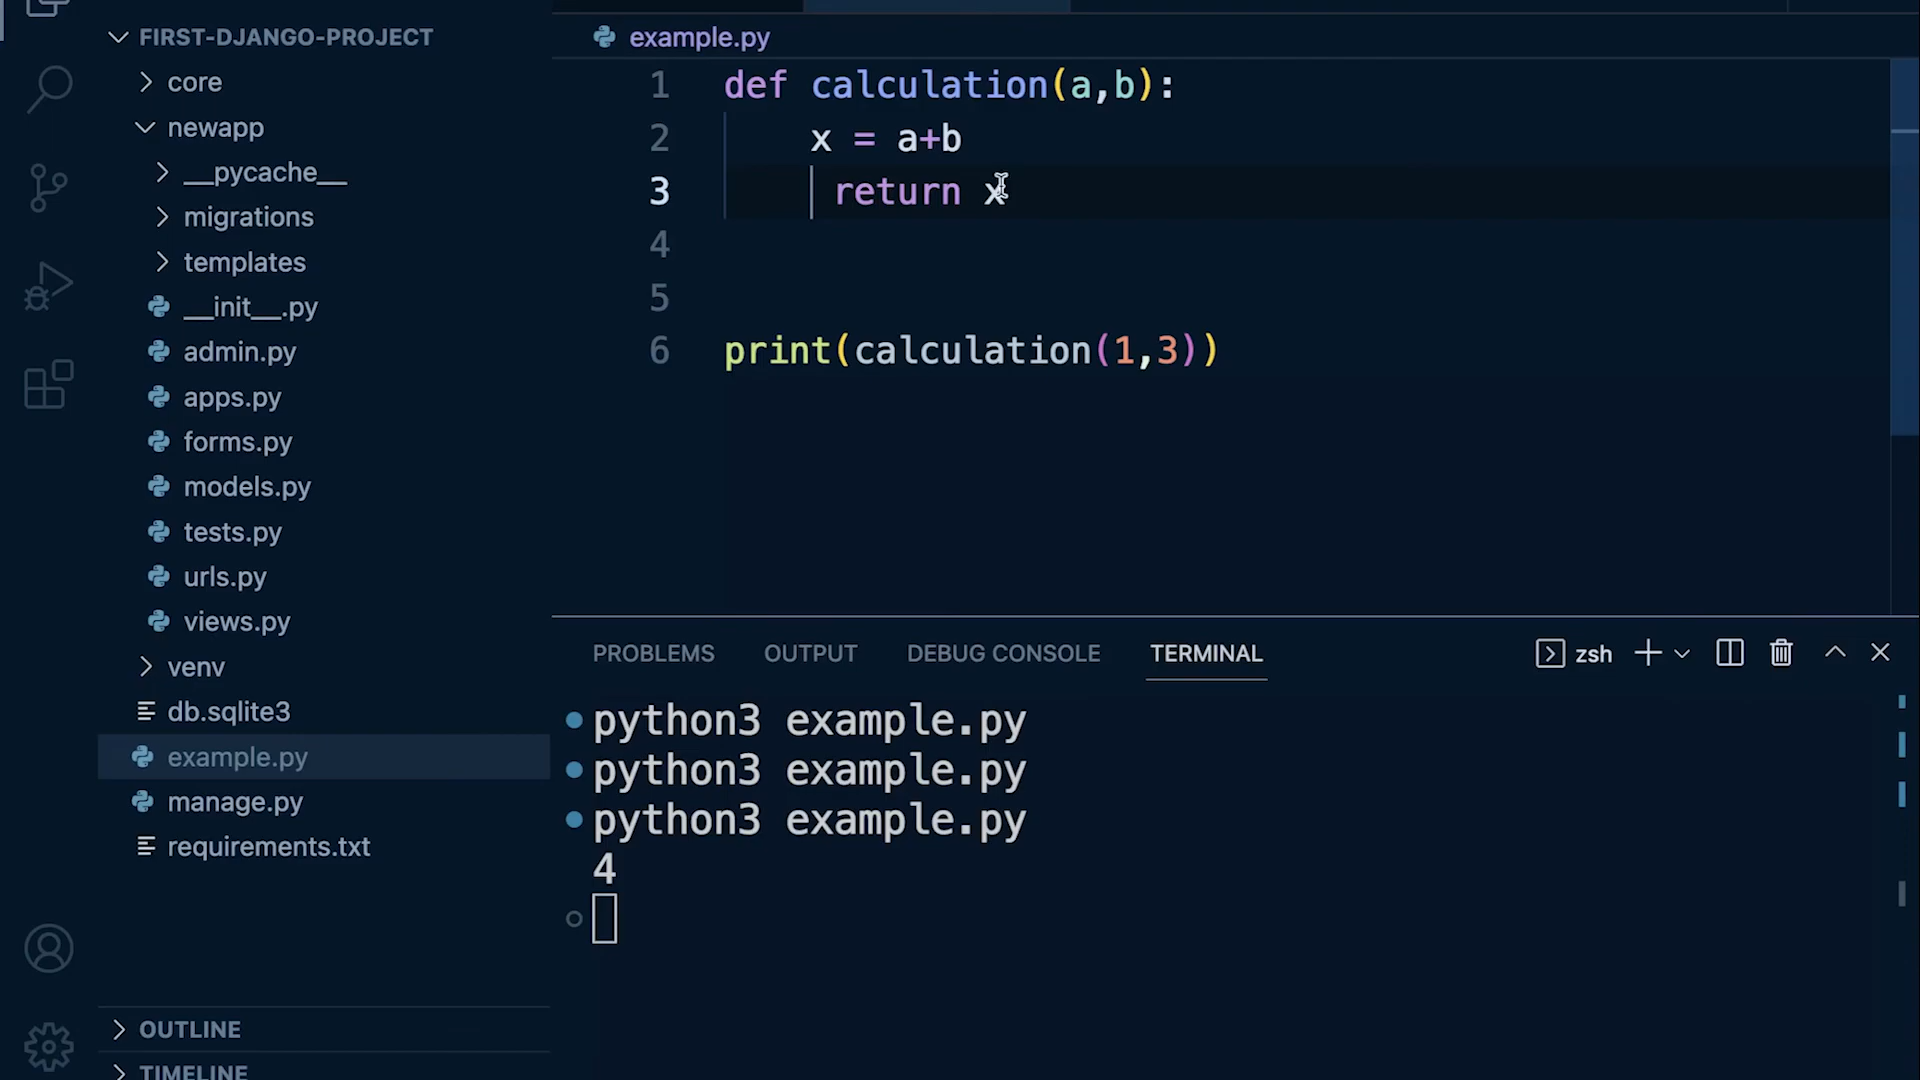 FIRST-DJANGO-PROJECT
core
newapp
__pycache__
migrations
templates
__init__.py
admin.py
apps.py
forms.py
models.py
tests.py
urls.py
views.py
venv
db.sqlite3
example.py
manage.py
requirements.txt
OUTLINE
TIMELINE
example.py
1 def calculation(a,b):
2 x = a+b
3 return x
4
5
6 print(calculation(1,3))
PROBLEMS OUTPUT DEBUG CONSOLE TERMINAL zsh
python3 example.py
python3 example.py
python3 example.py
4